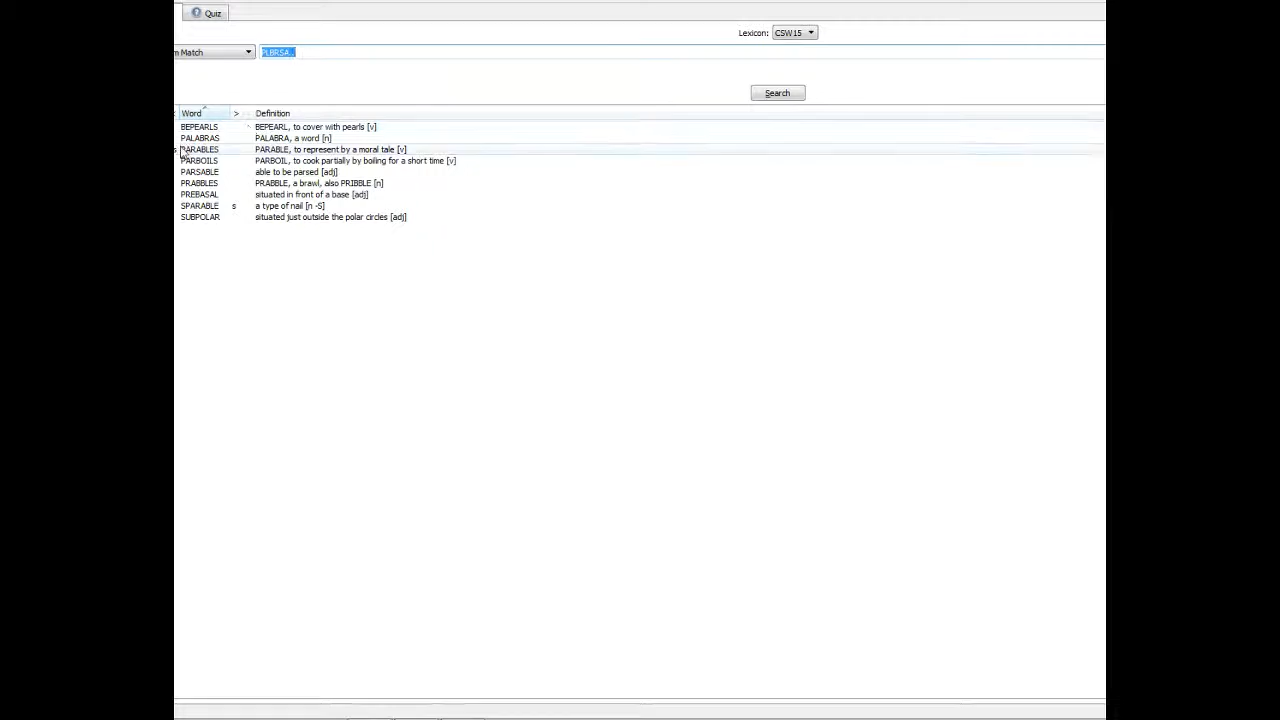 Quiz
Lexicon: CSW15
m Match PLBRSA..
Search
Word > Definition
BEPEARLS BEPEARL, to cover with pearls [v]
PALABRAS PALABRA, a word [n]
s PARABLES PARABLE, to represent by a moral tale [v]
PARBOILS PARBOIL, to cook partially by boiling for a short time [v]
PARSABLE able to be parsed [adj]
PRABBLES PRABBLE, a brawl, also PRIBBLE [n]
PREBASAL situated in front of a base [adj]
SPARABLE s a type of nail [n -S]
SUBPOLAR situated just outside the polar circles [adj]